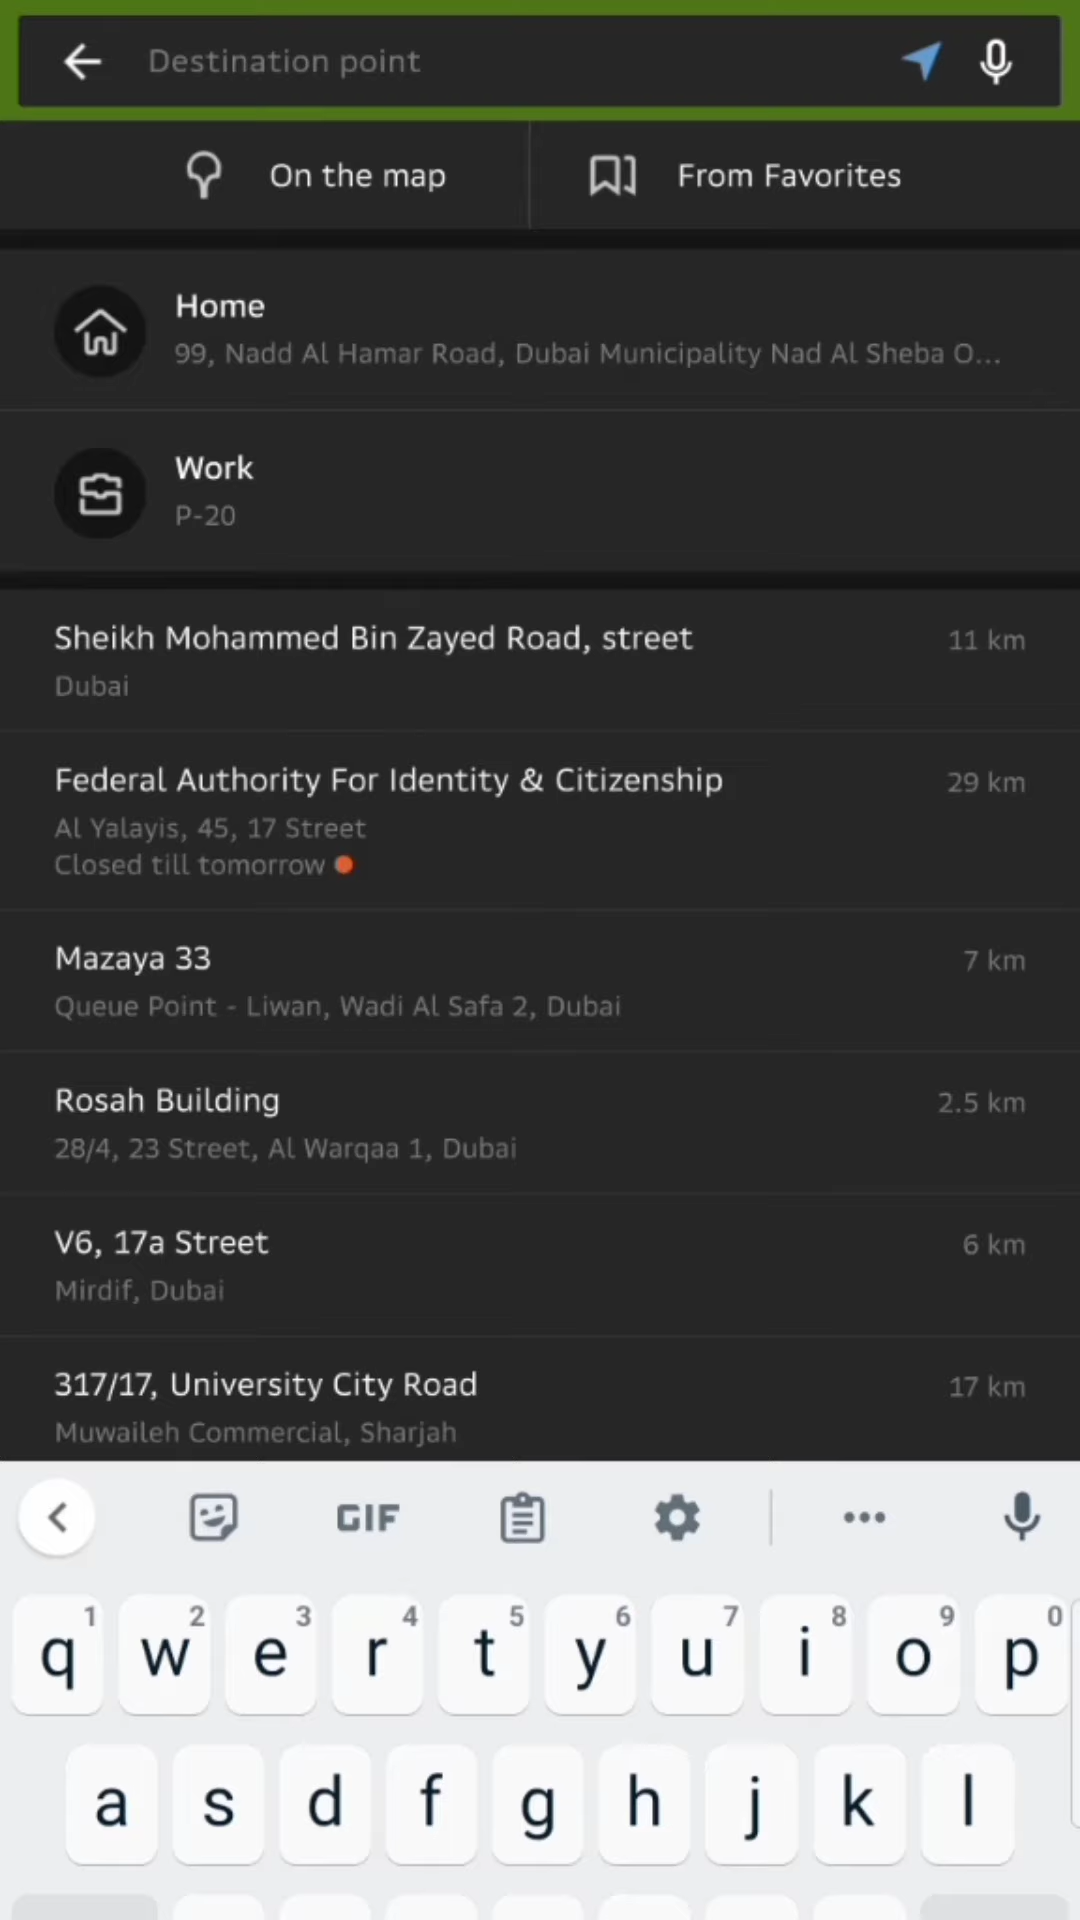 Destination point
On the map
From Favorites
Home
99, Nadd Al Hamar Road, Dubai Municipality Nad Al Sheba O...
Work
P-20
Sheikh Mohammed Bin Zayed Road, street
11 km
Dubai
Federal Authority For Identity & Citizenship
29 km
Al Yalayis, 45, 17 Street
Closed till tomorrow
Mazaya 33
7 km
Queue Point - Liwan, Wadi Al Safa 2, Dubai
Rosah Building
2.5 km
28/4, 23 Street, Al Warqaa 1, Dubai
V6, 17a Street
6 km
Mirdif, Dubai
317/17, University City Road
17 km
Muwaileh Commercial, Sharjah
GIF
1 2 3 4 5 6 7 8 9 0
q w e r t y u i o p
a s d f g h j k l